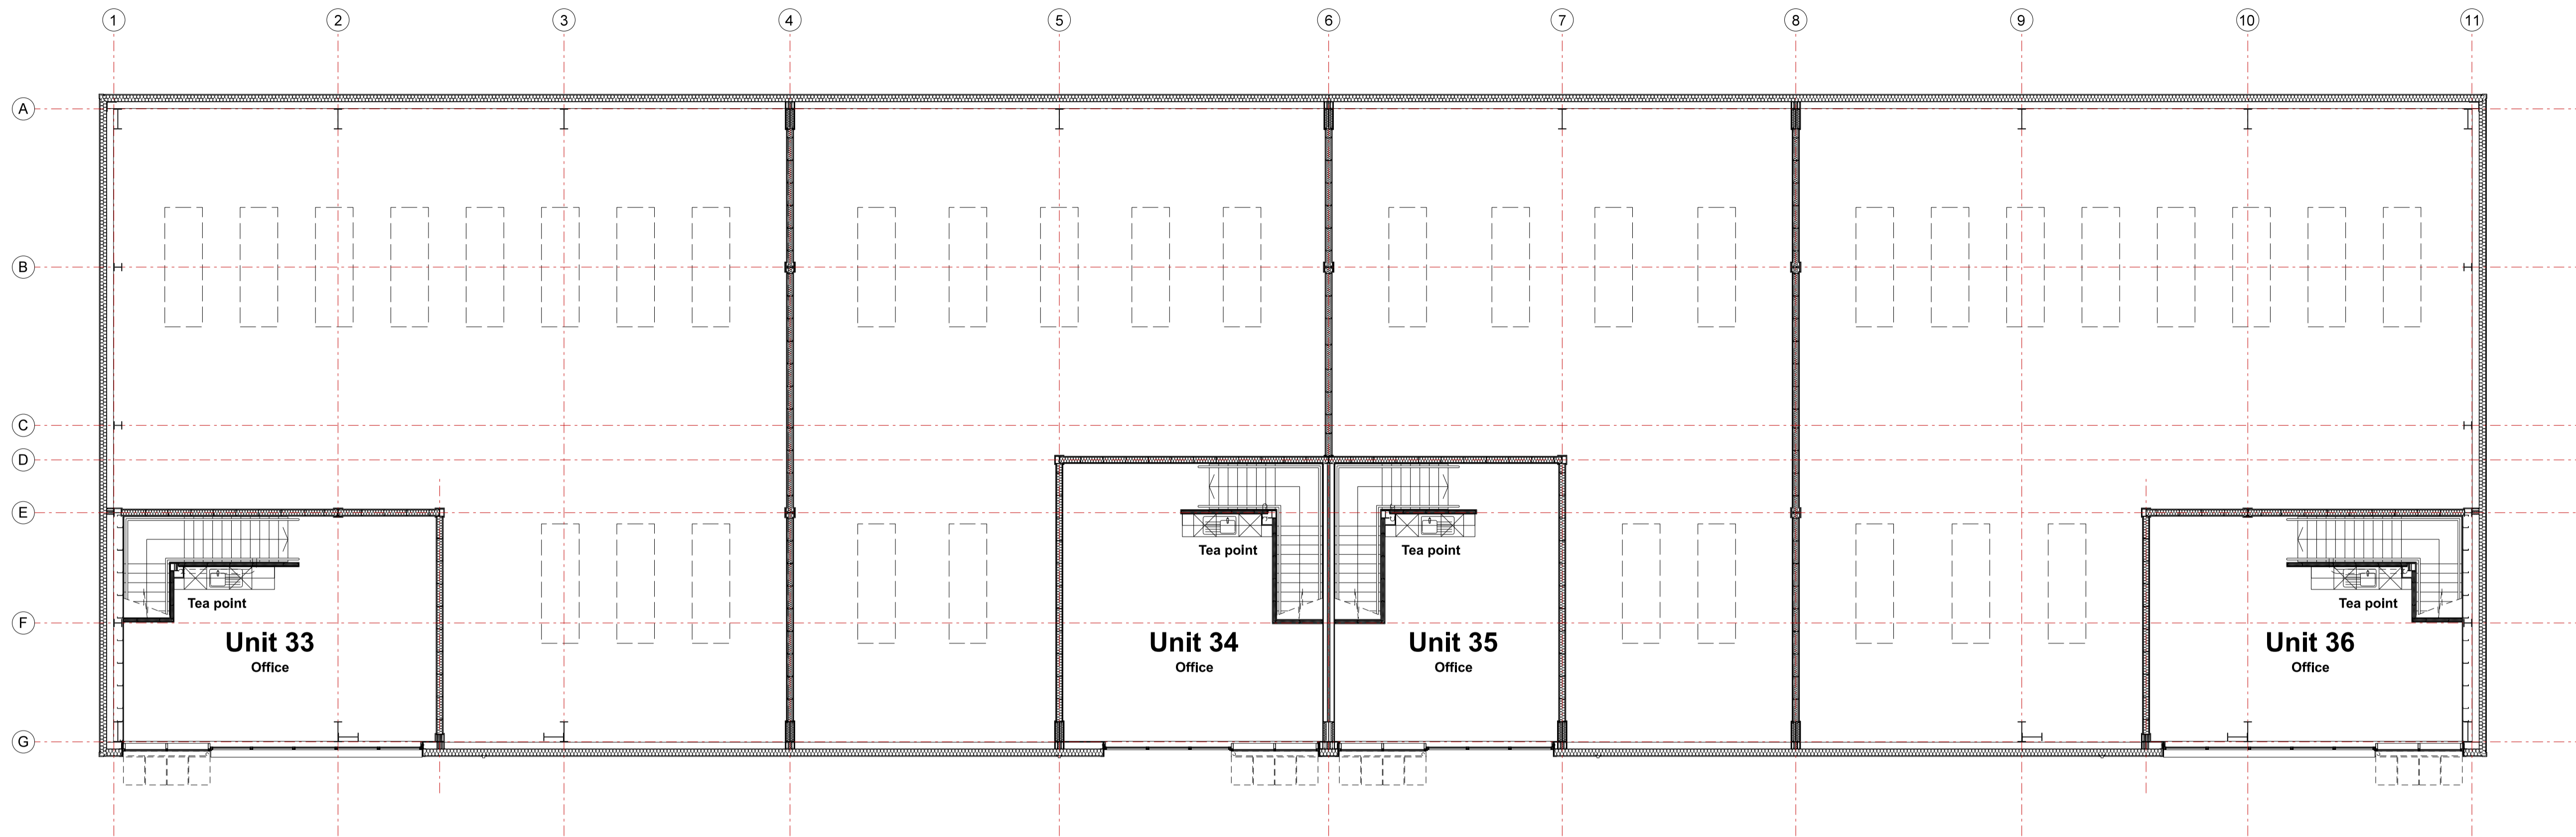 1 2 3 4 5 6 7 8 9 10 11
A
B
C
D
E
Tea point Tea point
Tea point Tea point
F
Unit 33 Unit 34 Unit 35 Unit 36
Office Office Office Office
G